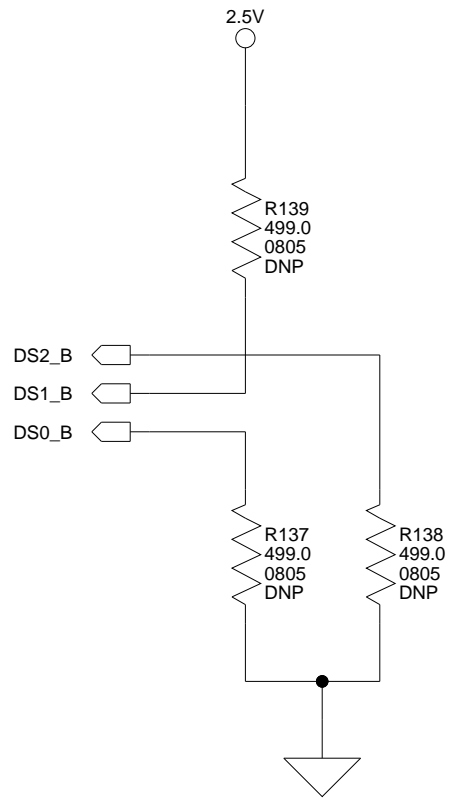 2.5V
R139
499.0
0805
DNP
DS2_B
DS1_B
DS0_B
R137
499.0
0805
DNP
R138
499.0
0805
DNP